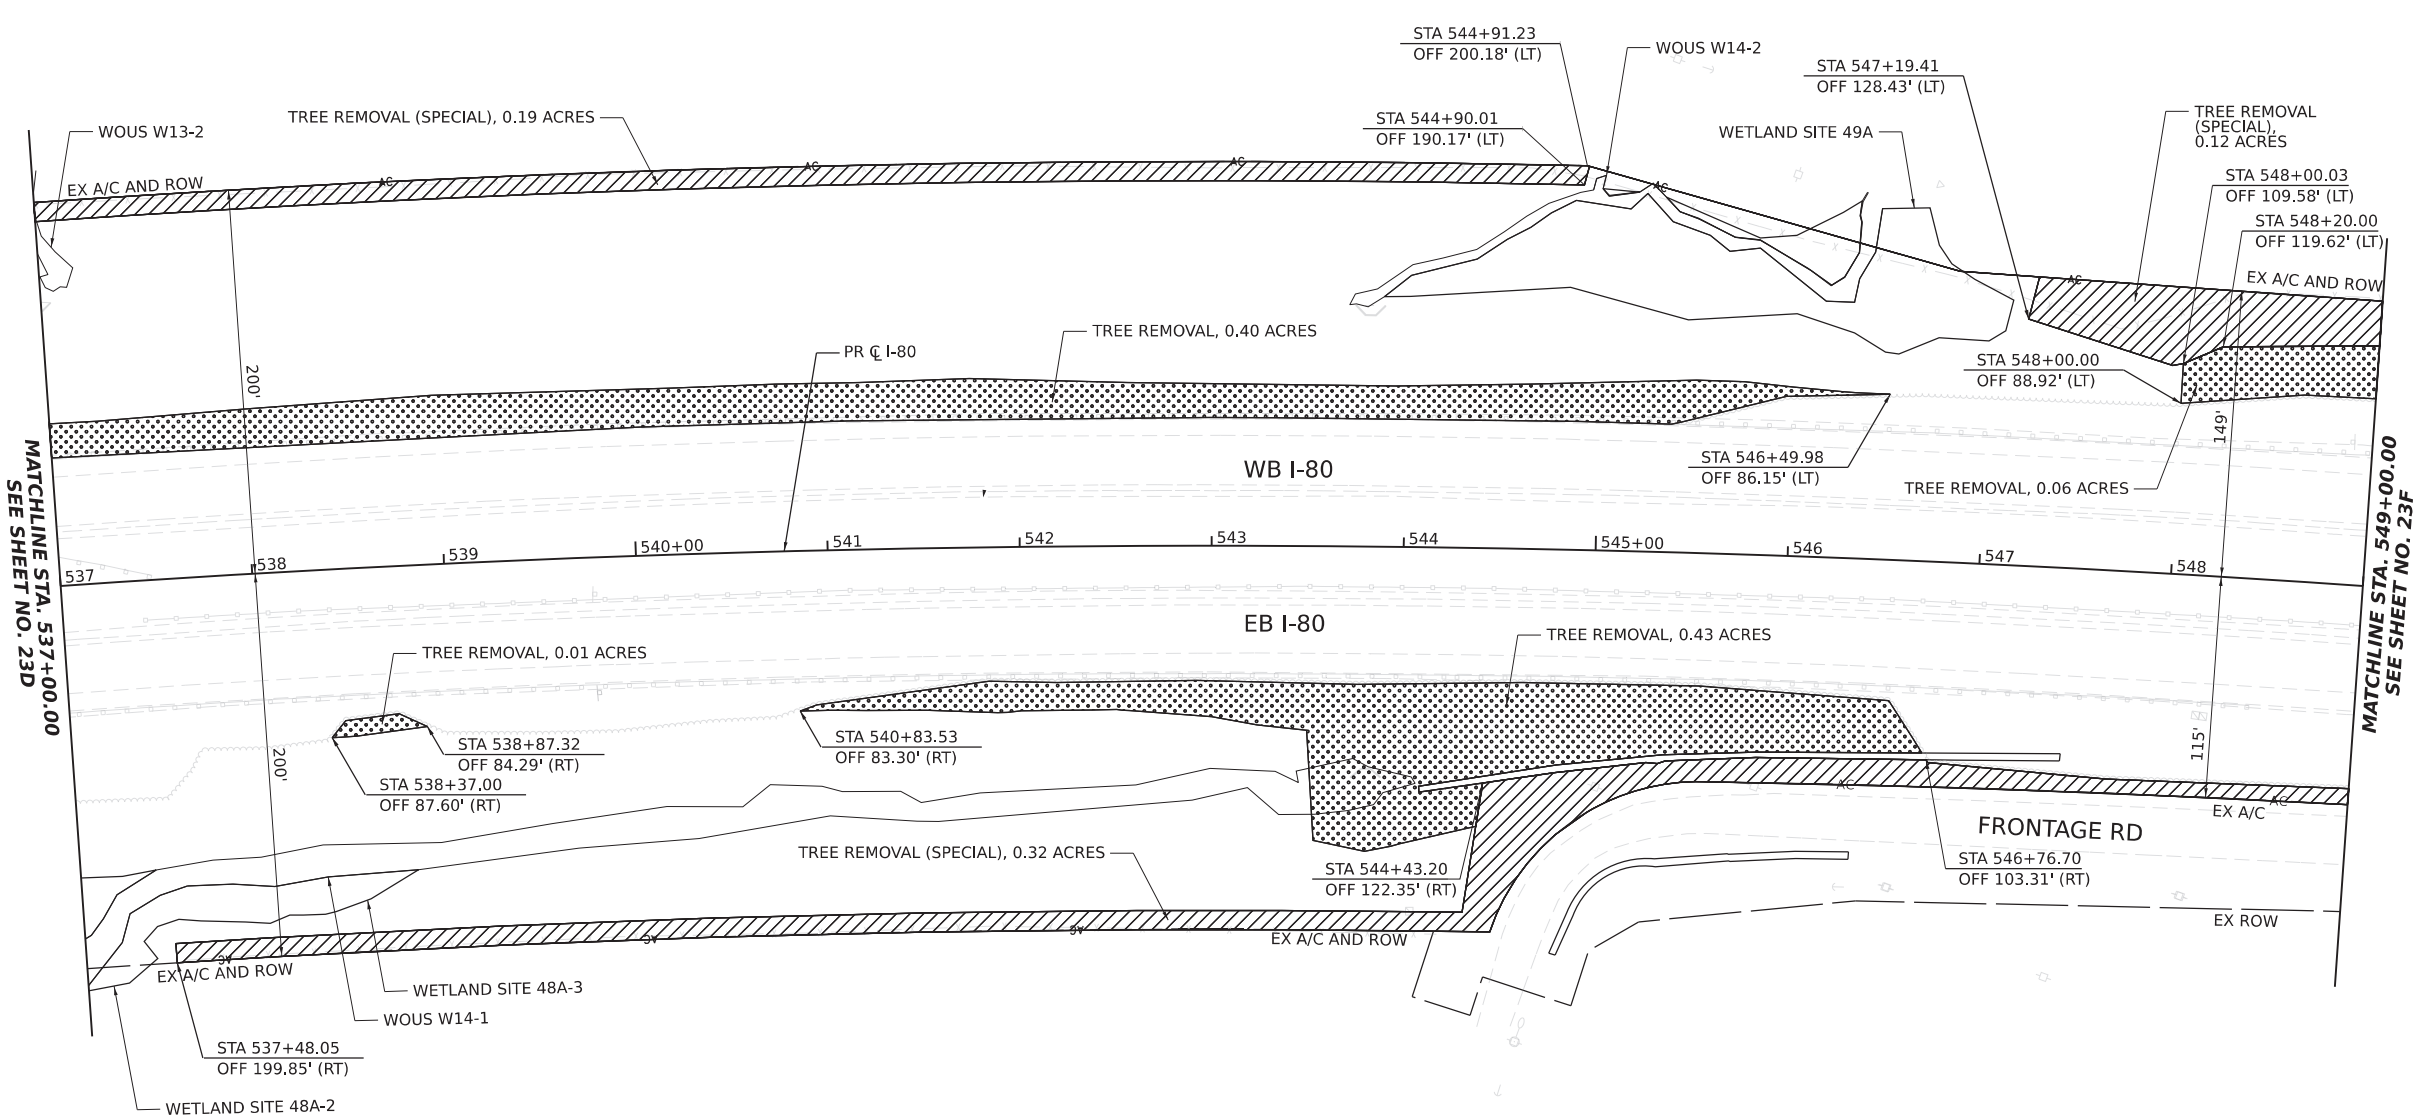 STA 544+91.23
OFF 200.18' (LT)
WOUS W14-2
STA 547+19.41
OFF 128.43' (LT)
TREE REMOVAL
(SPECIAL),
0.12 ACRES
WOUS W13-2
TREE REMOVAL (SPECIAL), 0.19 ACRES
STA 544+90.01
OFF 190.17' (LT)
WETLAND SITE 49A
STA 548+00.03
OFF 109.58' (LT)
STA 548+20.00
OFF 119.62' (LT)
EX A/C AND ROW
AC
AC
AC
AC
AC
EX A/C AND ROW
TREE REMOVAL, 0.40 ACRES
PR ℄ I-80
STA 548+00.00
OFF 88.92' (LT)
200'
149'
WB I-80
STA 546+49.98
OFF 86.15' (LT)
TREE REMOVAL, 0.06 ACRES
MATCHLINE STA. 537+00.00
SEE SHEET NO. 23D
MATCHLINE STA. 549+00.00
SEE SHEET NO. 23F
537
538
539
540+00
541
542
543
544
545+00
546
547
548
EB I-80
TREE REMOVAL, 0.01 ACRES
TREE REMOVAL, 0.43 ACRES
STA 538+87.32
OFF 84.29' (RT)
STA 540+83.53
OFF 83.30' (RT)
200'
115'
STA 538+37.00
OFF 87.60' (RT)
AC
AC
EX A/C
FRONTAGE RD
TREE REMOVAL (SPECIAL), 0.32 ACRES
STA 544+43.20
OFF 122.35' (RT)
STA 546+76.70
OFF 103.31' (RT)
EX ROW
AC
AC
AC
EX A/C AND ROW
EX A/C AND ROW
WETLAND SITE 48A-3
WOUS W14-1
STA 537+48.05
OFF 199.85' (RT)
WETLAND SITE 48A-2